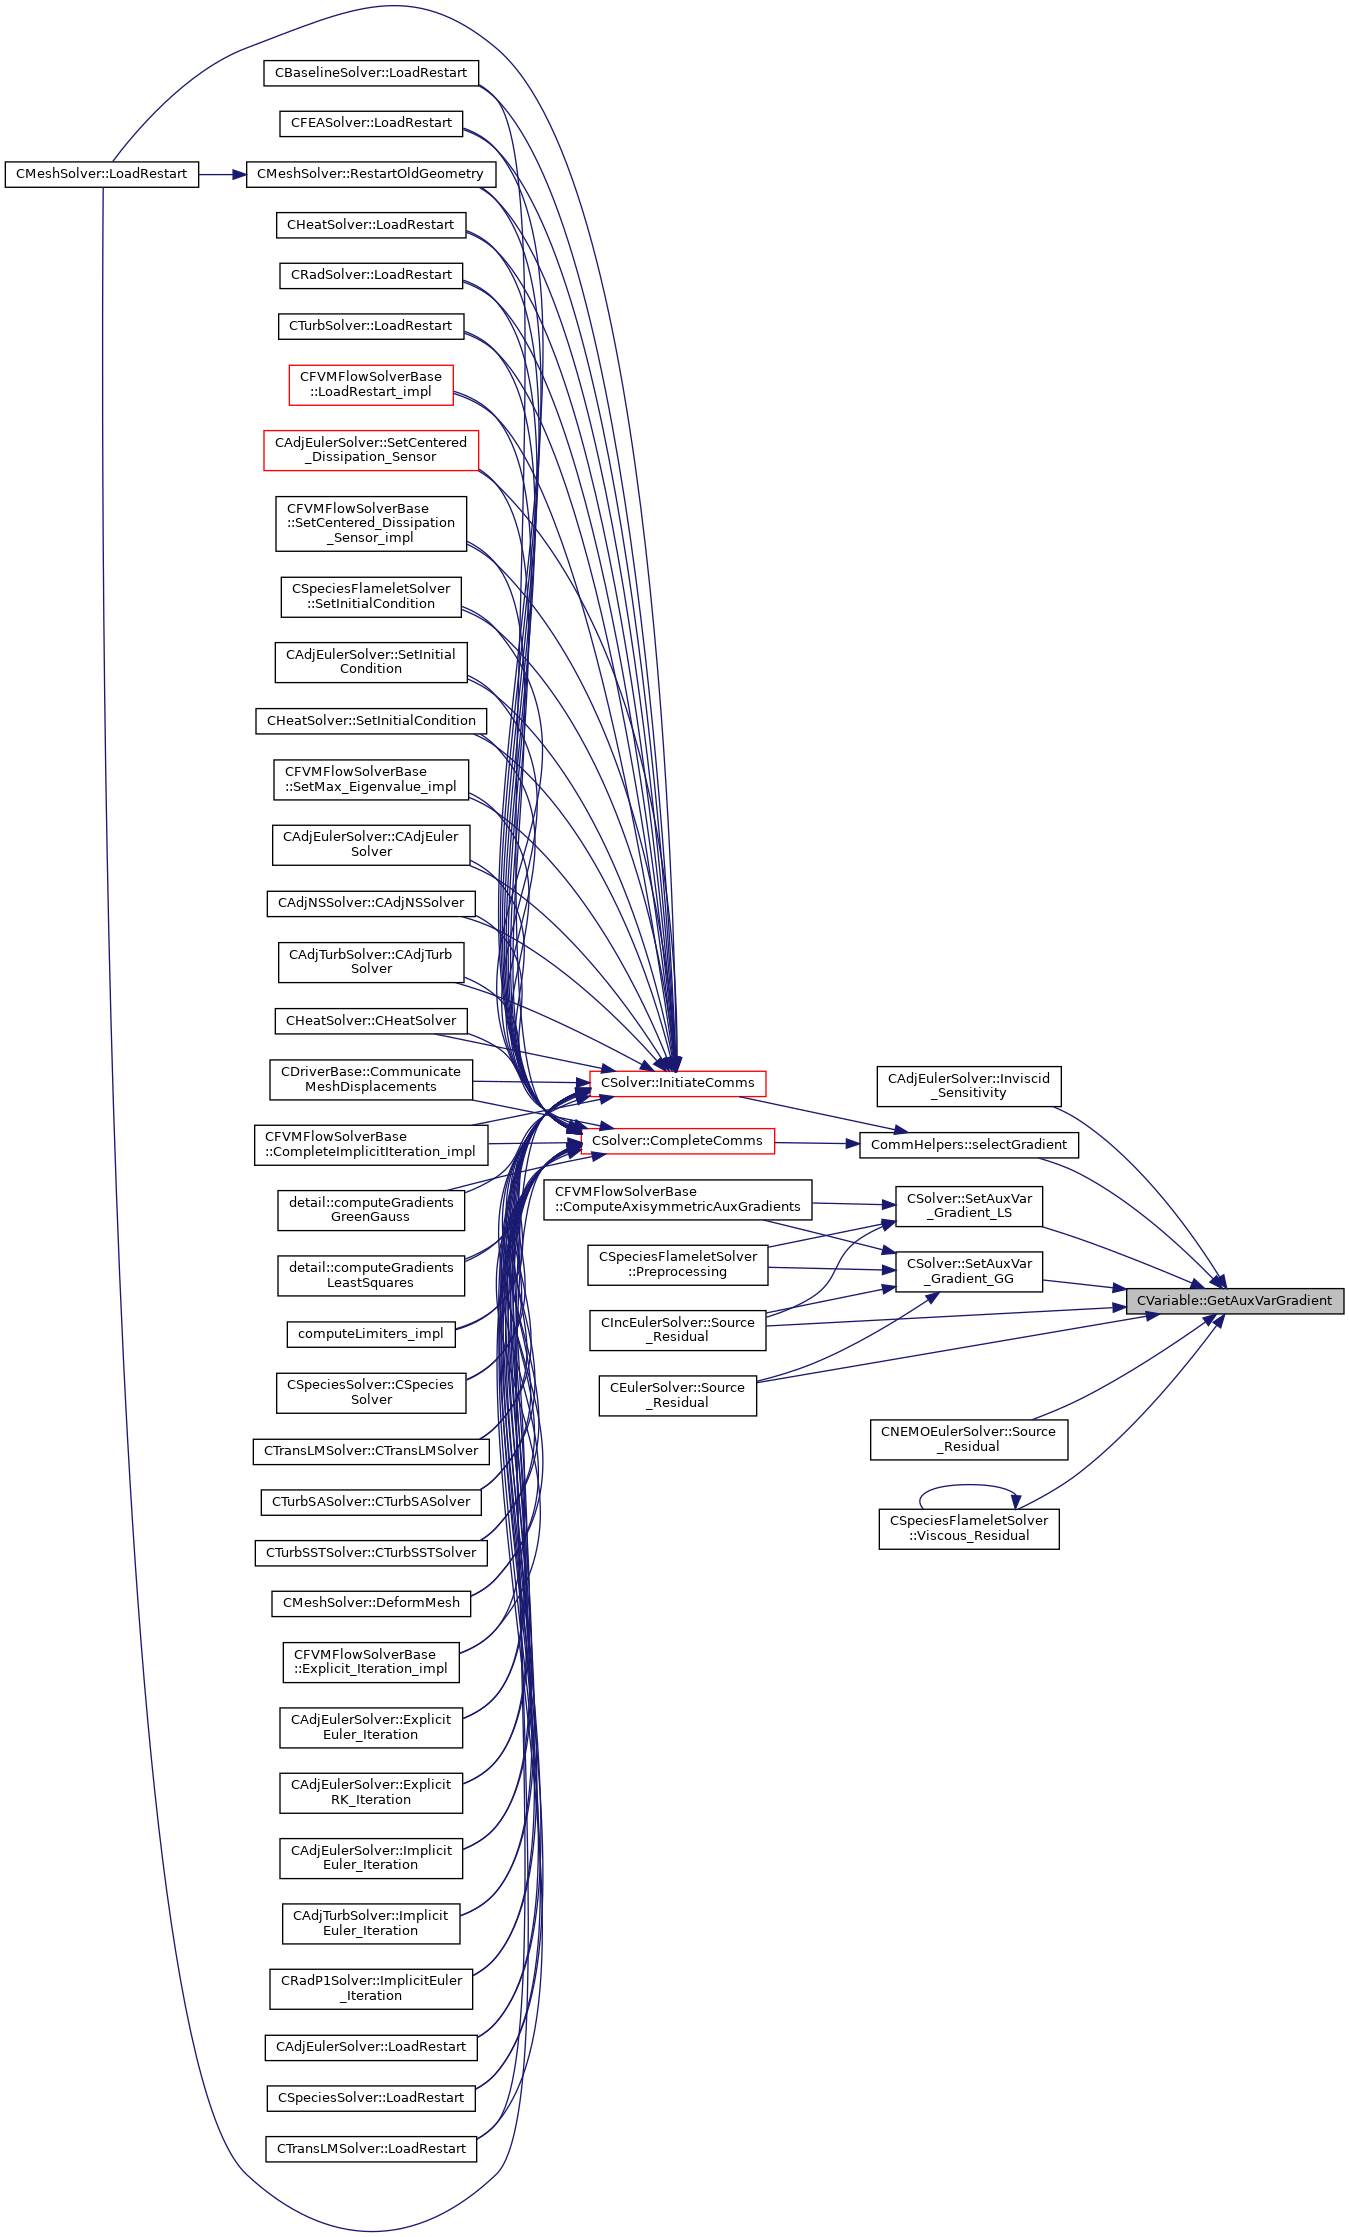 CBaselineSolver::LoadRestart
CFEASolver::LoadRestart
CMeshSolver::LoadRestart
CMeshSolver::RestartOldGeometry
CHeatSolver::LoadRestart
CRadSolver::LoadRestart
CTurbSolver::LoadRestart
CFVMFlowSolverBase
::LoadRestart_impl
CAdjEulerSolver::SetCentered
_Dissipation_Sensor
CFVMFlowSolverBase
::SetCentered_Dissipation
_Sensor_impl
CSpeciesFlameletSolver
::SetInitialCondition
CAdjEulerSolver::SetInitial
Condition
CHeatSolver::SetInitialCondition
CFVMFlowSolverBase
::SetMax_Eigenvalue_impl
CAdjEulerSolver::CAdjEuler
Solver
CAdjNSSolver::CAdjNSSolver
CAdjTurbSolver::CAdjTurb
Solver
CHeatSolver::CHeatSolver
CDriverBase::Communicate
MeshDisplacements
CFVMFlowSolverBase
::CompleteImplicitIteration_impl
detail::computeGradients
GreenGauss
detail::computeGradients
LeastSquares
computeLimiters_impl
CSpeciesSolver::CSpecies
Solver
CTransLMSolver::CTransLMSolver
CTurbSASolver::CTurbSASolver
CTurbSSTSolver::CTurbSSTSolver
CMeshSolver::DeformMesh
CFVMFlowSolverBase
::Explicit_Iteration_impl
CAdjEulerSolver::Explicit
Euler_Iteration
CAdjEulerSolver::Explicit
RK_Iteration
CAdjEulerSolver::Implicit
Euler_Iteration
CAdjTurbSolver::Implicit
Euler_Iteration
CRadP1Solver::ImplicitEuler
_Iteration
CAdjEulerSolver::LoadRestart
CSpeciesSolver::LoadRestart
CTransLMSolver::LoadRestart
CSolver::InitiateComms
CSolver::CompleteComms
CFVMFlowSolverBase
::ComputeAxisymmetricAuxGradients
CSpeciesFlameletSolver
::Preprocessing
CIncEulerSolver::Source
_Residual
CEulerSolver::Source
_Residual
CAdjEulerSolver::Inviscid
_Sensitivity
CommHelpers::selectGradient
CSolver::SetAuxVar
_Gradient_LS
CSolver::SetAuxVar
_Gradient_GG
CNEMOEulerSolver::Source
_Residual
CSpeciesFlameletSolver
::Viscous_Residual
CVariable::GetAuxVarGradient